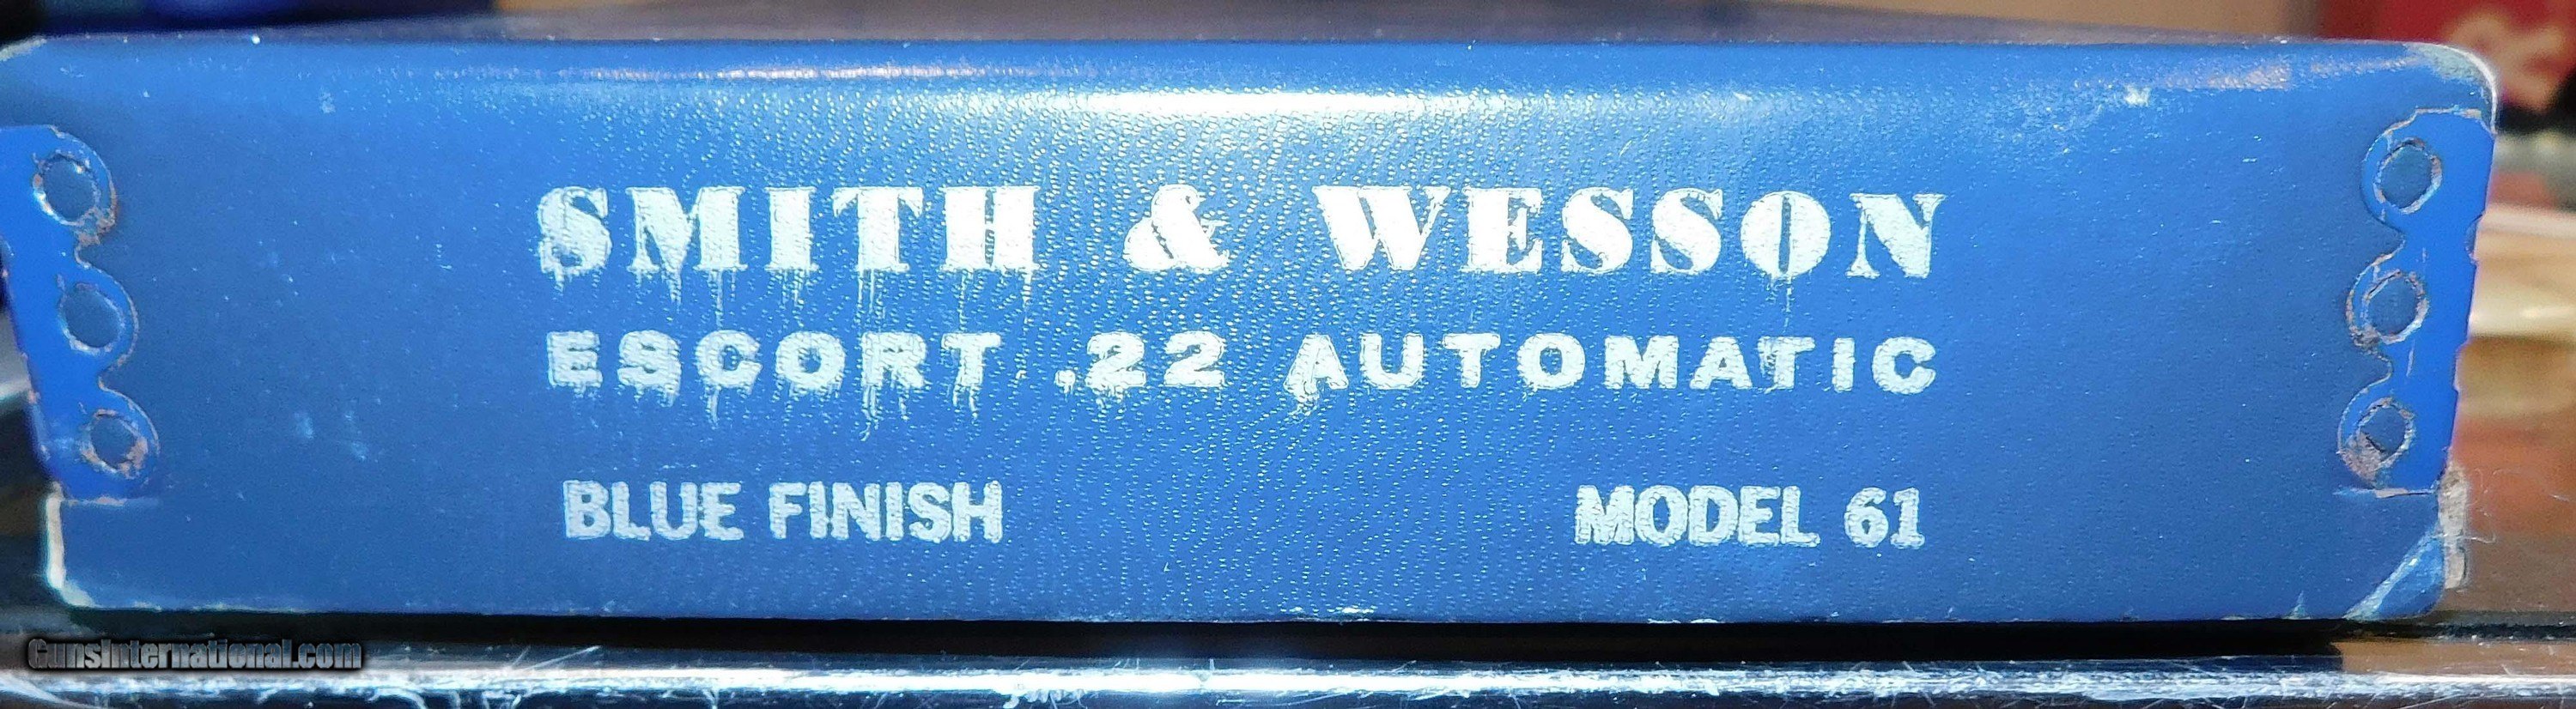 SMITH & WESSON
ESCORT .22 AUTOMATIC
BLUE FINISH MODEL 61
GunsInternational.com